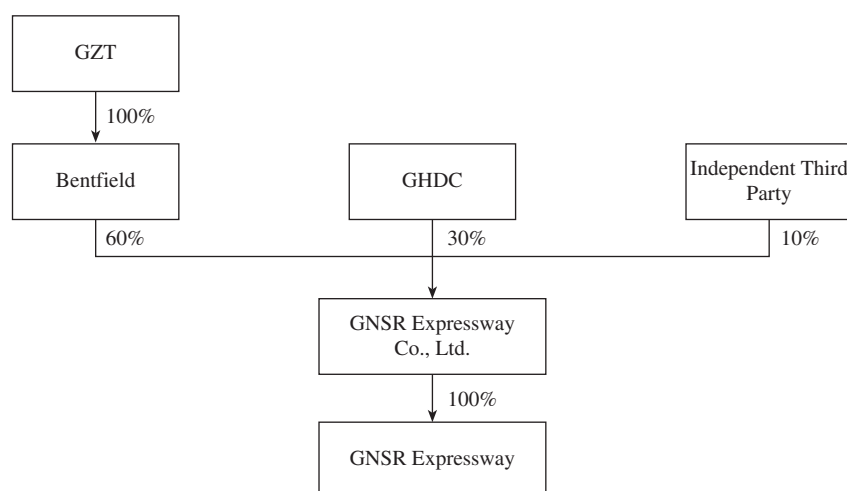 GZT
100%
Bentfield
GHDC
Independent Third
Party
60%
30%
10%
GNSR Expressway
Co., Ltd.
100%
GNSR Expressway